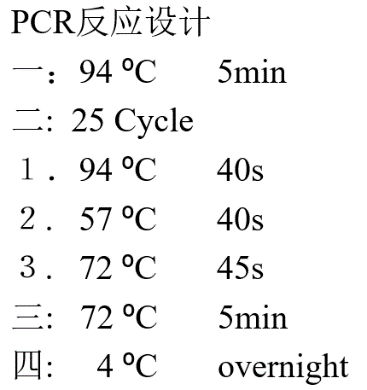 PCR反应设计
一：94 ºC 5min
二: 25 Cycle
１．94 ºC 40s
２．57 ºC 40s
３．72 ºC 45s
三: 72 ºC 5min
四: 4 ºC overnight